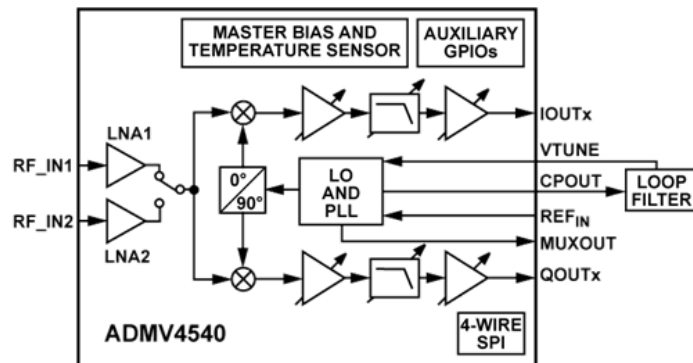 MASTER BIAS AND
TEMPERATURE SENSOR
AUXILIARY
GPIOs
LNA1
RF_IN1
RF_IN2
LNA2
0°
90°
LO
AND
PLL
IOUTx
VTUNE
CPOUT
LOOP
FILTER
REFIN
MUXOUT
QOUTx
ADMV4540
4-WIRE
SPI